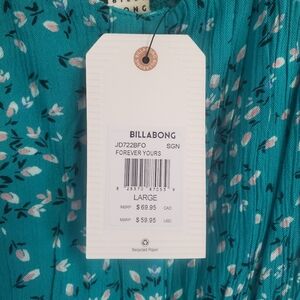 BILLABONG
JD722BFO SGN
FOREVER YOURS
LARGE
MSRP $ 69.95 CAD
MSRP $ 59.95 USD
Recycled Paper